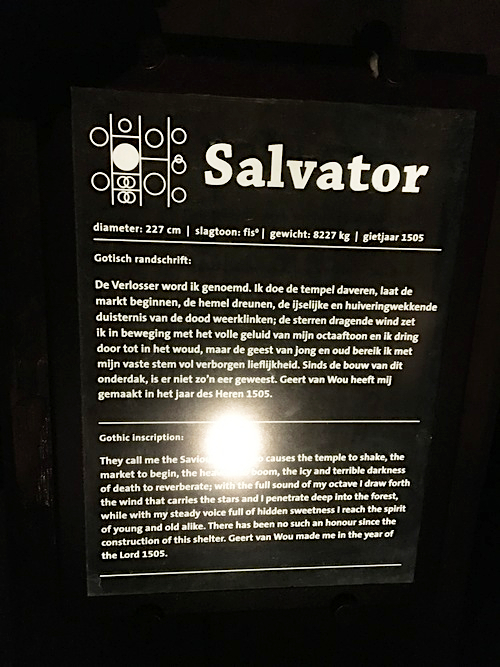 Salvator
diameter: 227 cm | slagtoon: fis° | gewicht: 8227 kg | gietjaar 1505
Gotisch randschrift:
De Verlosser word ik genoemd. Ik doe de tempel daveren, laat de
markt beginnen, de hemel dreunen, de ijselijke en huiveringwekkende
duisternis van de dood weerklinken; de sterren dragende wind zet
ik in beweging met het volle geluid van mijn octaaftoon en ik dring
door tot in het woud, maar de geest van jong en oud bereik ik met
mijn vaste stem vol verborgen lieflijkheid. Sinds de bouw van dit
onderdak, is er niet zo'n eer geweest. Geert van Wou heeft mij
gemaakt in het jaar des Heren 1505.
Gothic inscription:
They call me the causes the temple to shake, the
market to begin, the boom, the icy and terrible darkness
of death to reverberate; with the full sound of my octave I draw forth
the wind that carries the stars and I penetrate deep into the forest,
while with my steady voice full of hidden sweetness I reach the spirit
of young and old alike. There has been no such an honour since the
construction of this shelter. Geert van Wou made me in the year of
the Lord 1505.